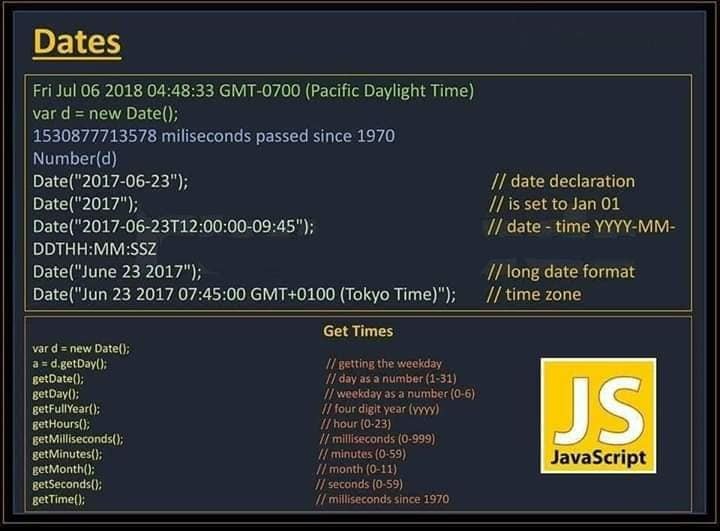 Dates
Fri Jul 06 2018 04:48:33 GMT-0700 (Pacific Daylight Time)
var d = new Date();
1530877713578 miliseconds passed since 1970
Number(d)
Date("2017-06-23"); // date declaration
Date("2017"); // is set to Jan 01
Date("2017-06-23T12:00:00-09:45"); // date - time YYYY-MM-
DDTHH:MM:SSZ
Date("June 23 2017"); // long date format
Date("Jun 23 2017 07:45:00 GMT+0100 (Tokyo Time)"); // time zone
Get Times
var d = new Date();
a = d.getDay(); // getting the weekday
getDate(); // day as a number (1-31)
getDay(); // weekday as a number (0-6)
getFullYear(); // four digit year (yyyy)
getHours(); // hour (0-23)
getMilliseconds(); // milliseconds (0-999)
getMinutes(); // minutes (0-59)
getMonth(); // month (0-11)
getSeconds(); // seconds (0-59)
getTime(); // milliseconds since 1970
JS
JavaScript